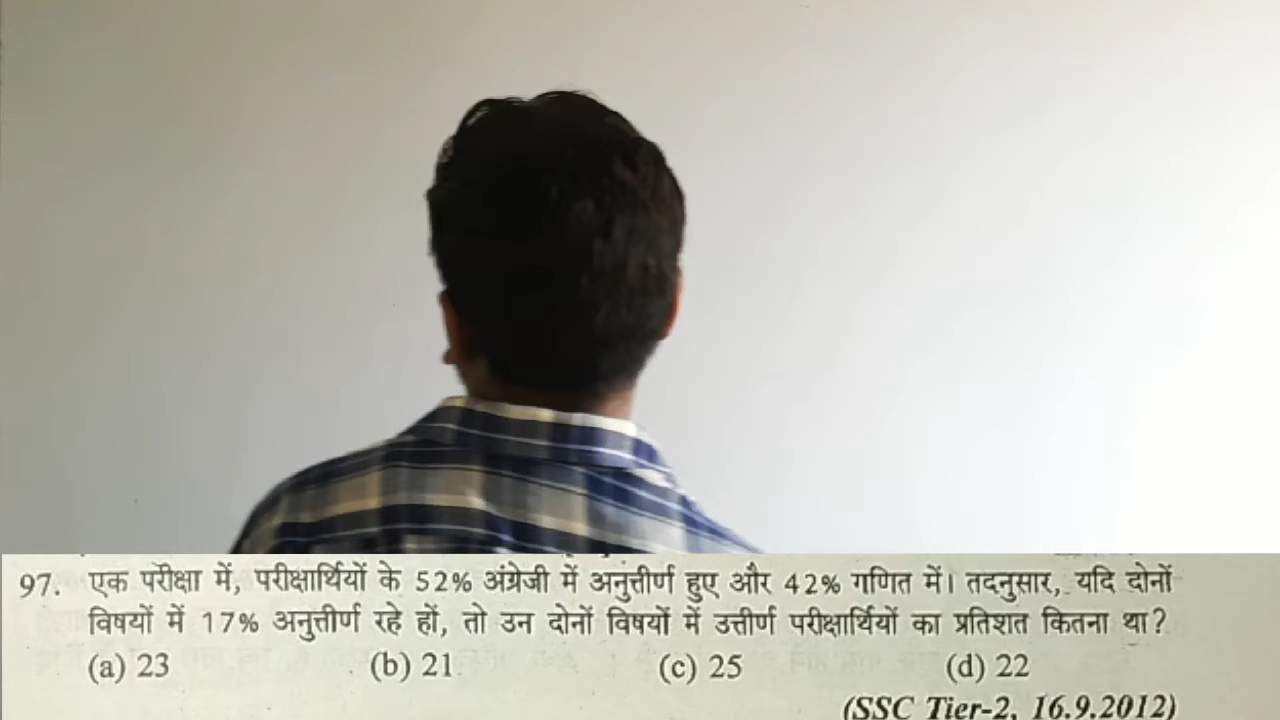 97. एक परीक्षा में, परीक्षार्थियों के 52% अंग्रेजी में अनुत्तीर्ण हुए और 42% गणित में। तदनुसार, यदि दोनों
विषयों में 17% अनुत्तीर्ण रहे हों, तो उन दोनों विषयों में उत्तीर्ण परीक्षार्थियों का प्रतिशत कितना था?
(a) 23 (b) 21 (c) 25 (d) 22
(SSC Tier-2, 16.9.2012)